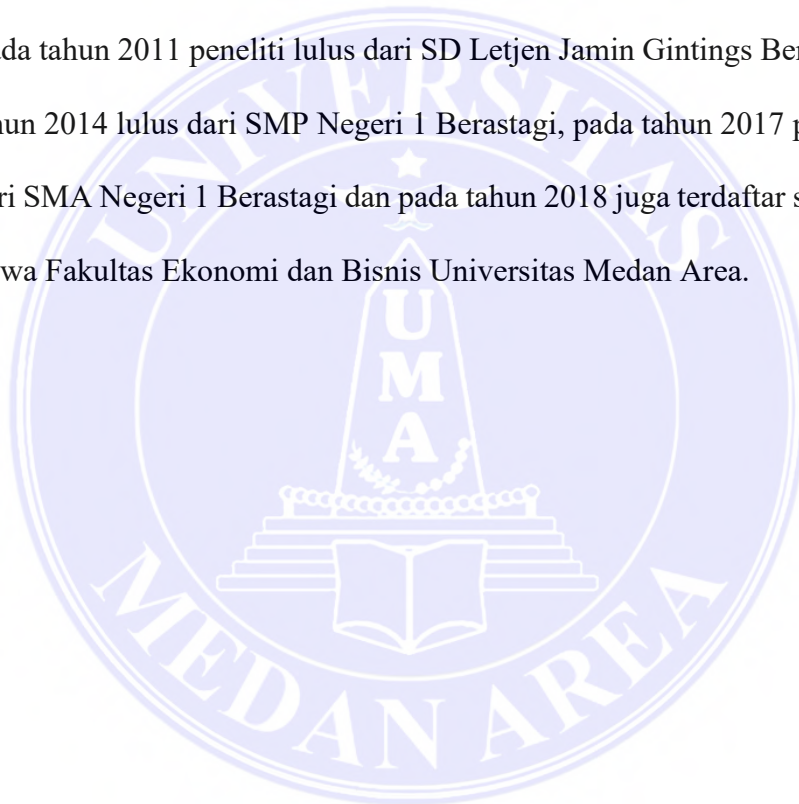 ada tahun 2011 peneliti lulus dari SD Letjen Jamin Gintings Ber
hun 2014 lulus dari SMP Negeri 1 Berastagi, pada tahun 2017 p
ri SMA Negeri 1 Berastagi dan pada tahun 2018 juga terdaftar s
wa Fakultas Ekonomi dan Bisnis Universitas Medan Area.
UNIVERSITAS
U
M
A
MEDAN AREA